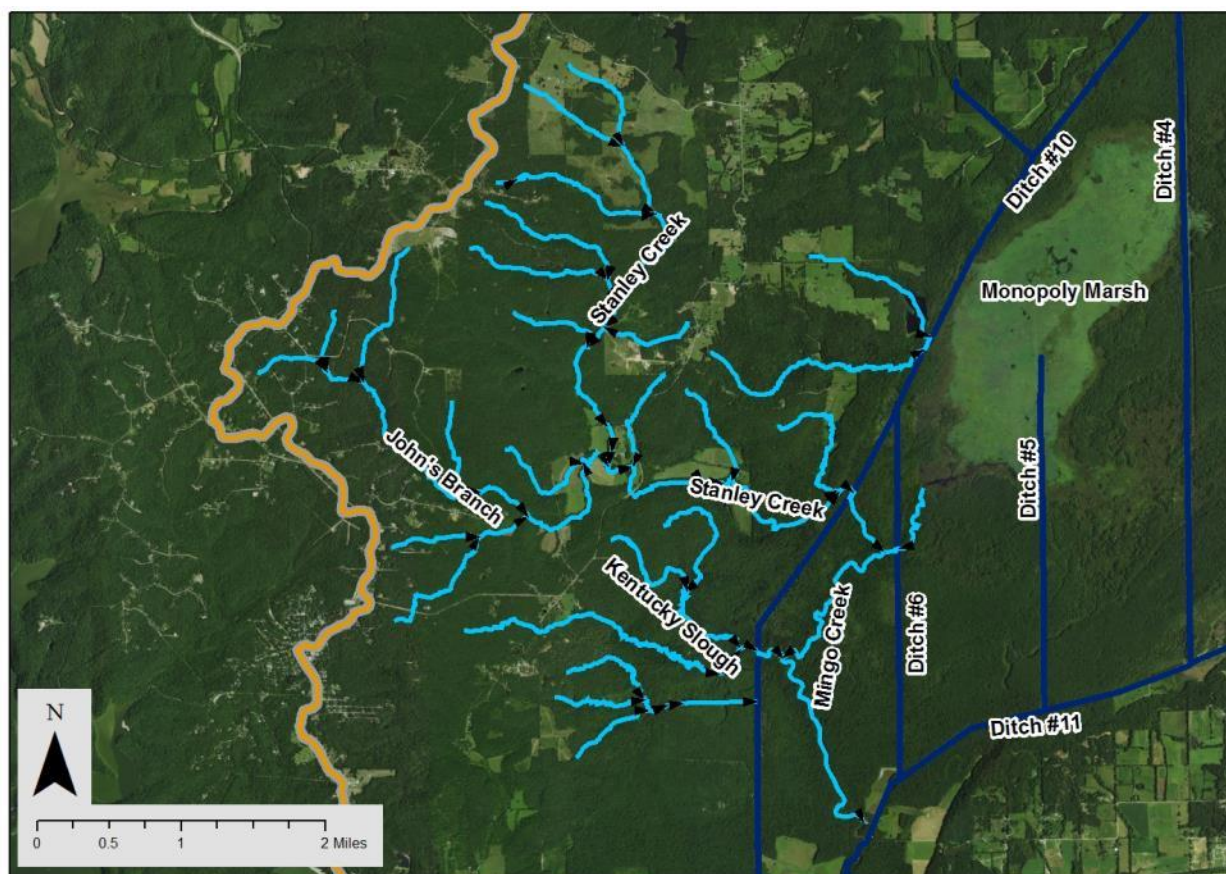 Ditch #10
Ditch #4
Stanley Creek
Monopoly Marsh
John's Branch
Ditch #5
Stanley Creek
Kentucky Slough
Mingo Creek
Ditch #6
Ditch #11
N
0 0.5 1 2 Miles